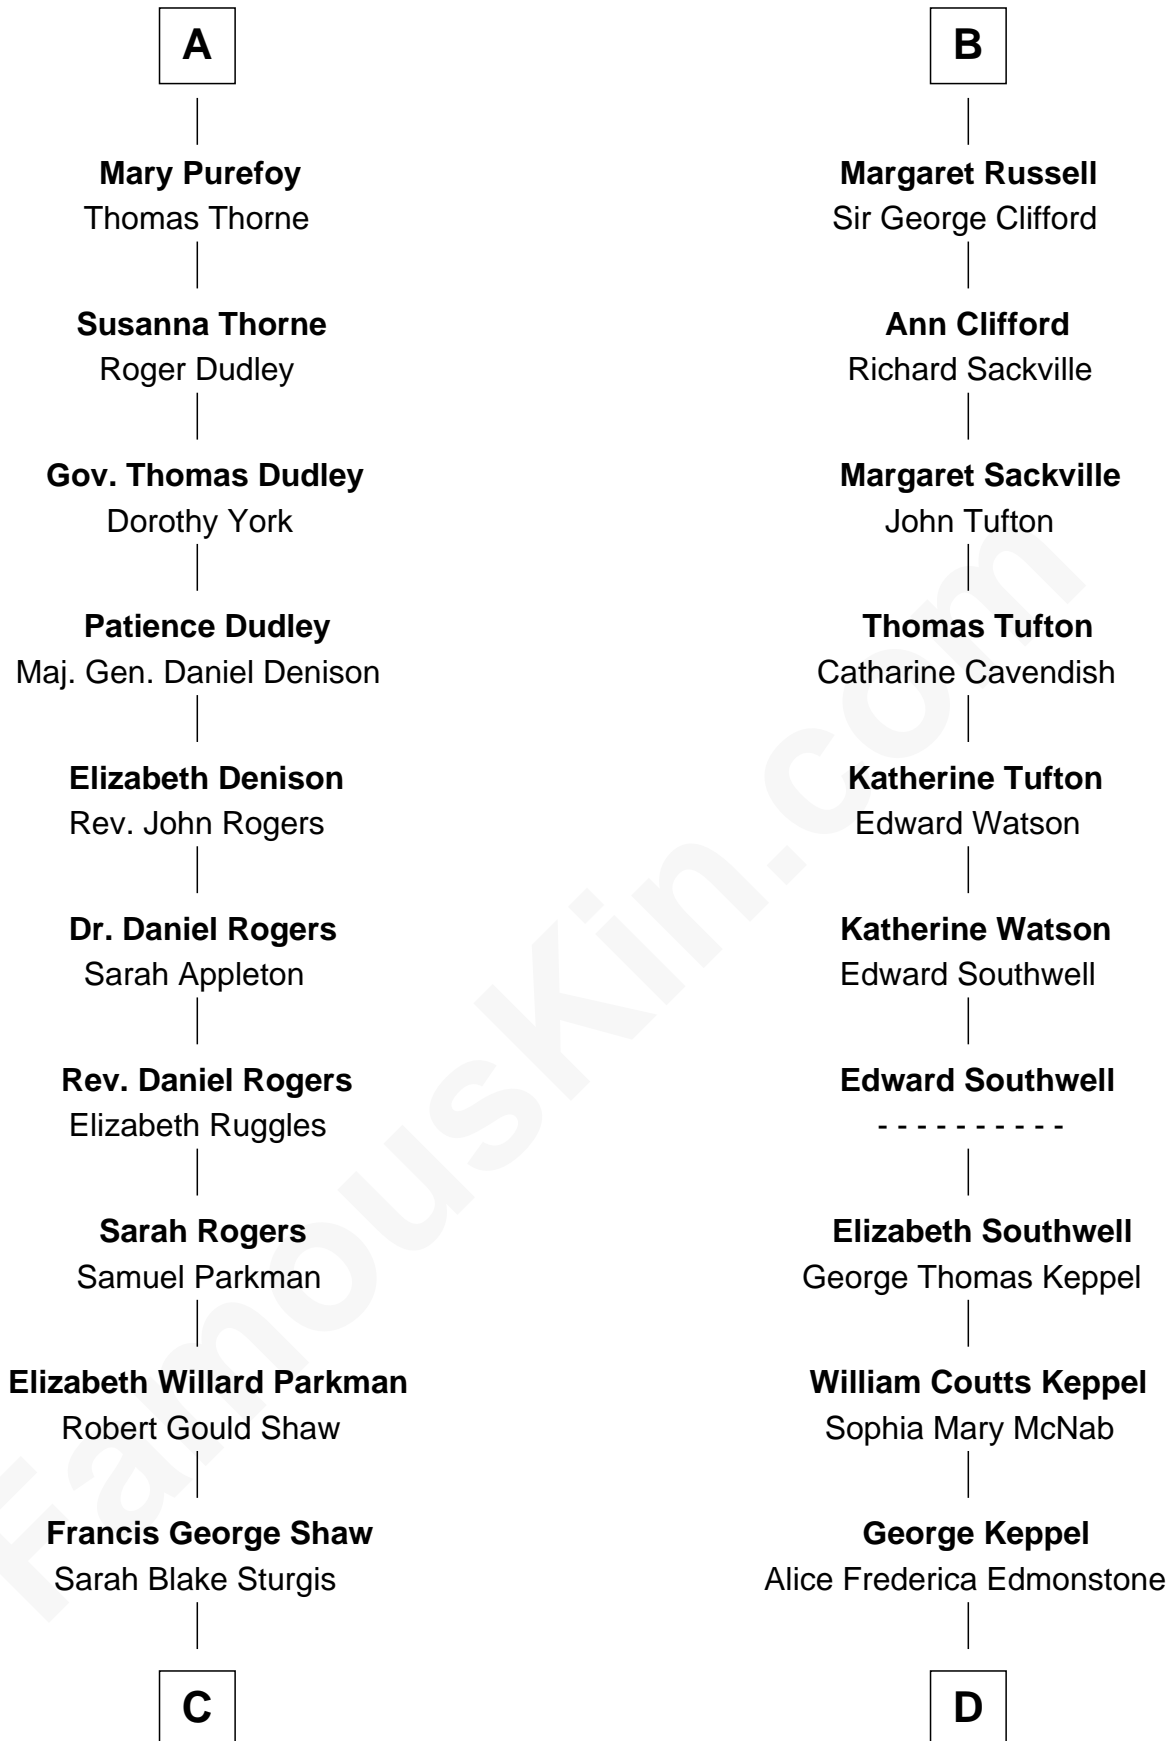 A
Mary Purefoy
Thomas Thorne
Susanna Thorne
Roger Dudley
Gov. Thomas Dudley
Dorothy York
Patience Dudley
Maj. Gen. Daniel Denison
Elizabeth Denison
Rev. John Rogers
Dr. Daniel Rogers
Sarah Appleton
Rev. Daniel Rogers
Elizabeth Ruggles
Sarah Rogers
Samuel Parkman
Elizabeth Willard Parkman
Robert Gould Shaw
Francis George Shaw
Sarah Blake Sturgis
C
B
Margaret Russell
Sir George Clifford
Ann Clifford
Richard Sackville
Margaret Sackville
John Tufton
Thomas Tufton
Catharine Cavendish
Katherine Tufton
Edward Watson
Katherine Watson
Edward Southwell
Edward Southwell
- - - - - - - - - -
Elizabeth Southwell
George Thomas Keppel
William Coutts Keppel
Sophia Mary McNab
George Keppel
Alice Frederica Edmonstone
D
FamousKin.com